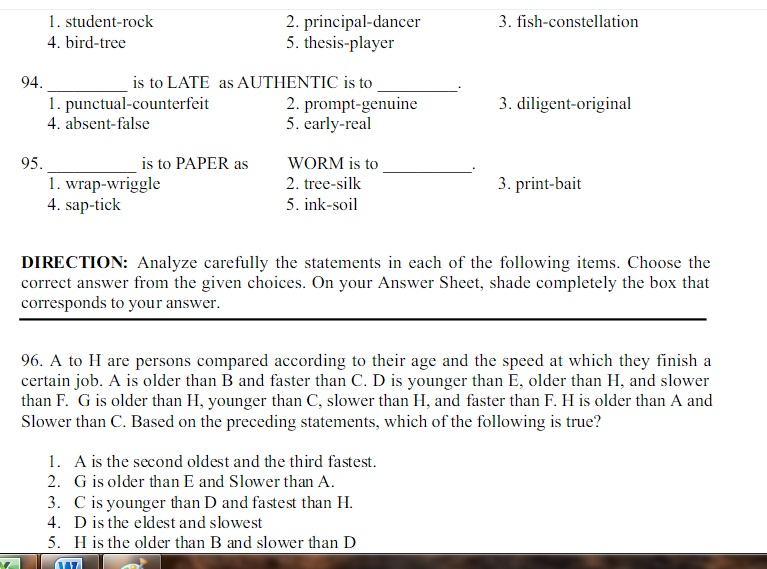 1. student-rock 2. principal-dancer 3. fish-constellation
4. bird-tree 5. thesis-player
94. __________ is to LATE as AUTHENTIC is to __________.
1. punctual-counterfeit 2. prompt-genuine 3. diligent-original
4. absent-false 5. early-real
95. ___________ is to PAPER as WORM is to ___________.
1. wrap-wriggle 2. tree-silk 3. print-bait
4. sap-tick 5. ink-soil
DIRECTION: Analyze carefully the statements in each of the following items. Choose the
correct answer from the given choices. On your Answer Sheet, shade completely the box that
corresponds to your answer.
96. A to H are persons compared according to their age and the speed at which they finish a
certain job. A is older than B and faster than C. D is younger than E, older than H, and slower
than F. G is older than H, younger than C, slower than H, and faster than F. H is older than A and
Slower than C. Based on the preceding statements, which of the following is true?
1. A is the second oldest and the third fastest.
2. G is older than E and Slower than A.
3. C is younger than D and fastest than H.
4. D is the eldest and slowest
5. H is the older than B and slower than D